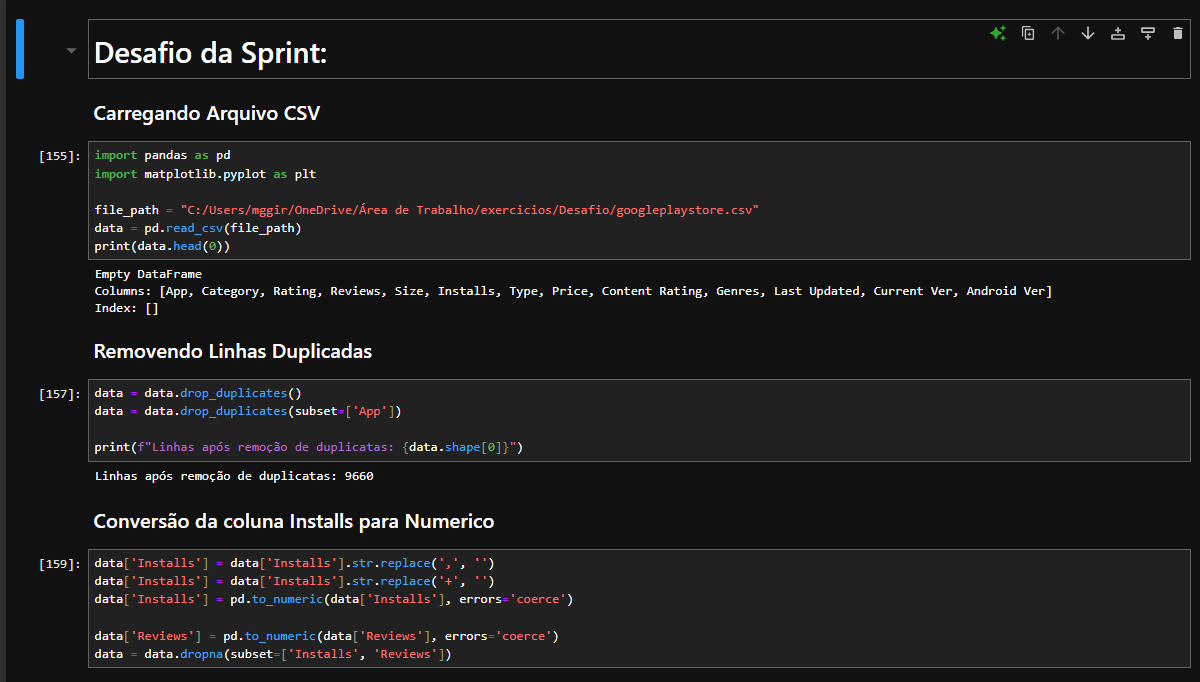 Desafio da Sprint:
Carregando Arquivo CSV
[155]:
import pandas as pd
import matplotlib.pyplot as plt
file_path = "C:/Users/mggir/OneDrive/Área de Trabalho/exercicios/Desafio/googleplaystore.csv"
data = pd.read_csv(file_path)
print(data.head(0))
Empty DataFrame
Columns: [App, Category, Rating, Reviews, Size, Installs, Type, Price, Content Rating, Genres, Last Updated, Current Ver, Android Ver]
Index: []
Removendo Linhas Duplicadas
[157]:
data = data.drop_duplicates()
data = data.drop_duplicates(subset=['App'])
print(f"Linhas após remoção de duplicatas: {data.shape[0]}")
Linhas após remoção de duplicatas: 9660
Conversão da coluna Installs para Numerico
[159]:
data['Installs'] = data['Installs'].str.replace(',', '')
data['Installs'] = data['Installs'].str.replace('+', '')
data['Installs'] = pd.to_numeric(data['Installs'], errors='coerce')
data['Reviews'] = pd.to_numeric(data['Reviews'], errors='coerce')
data = data.dropna(subset=['Installs', 'Reviews'])